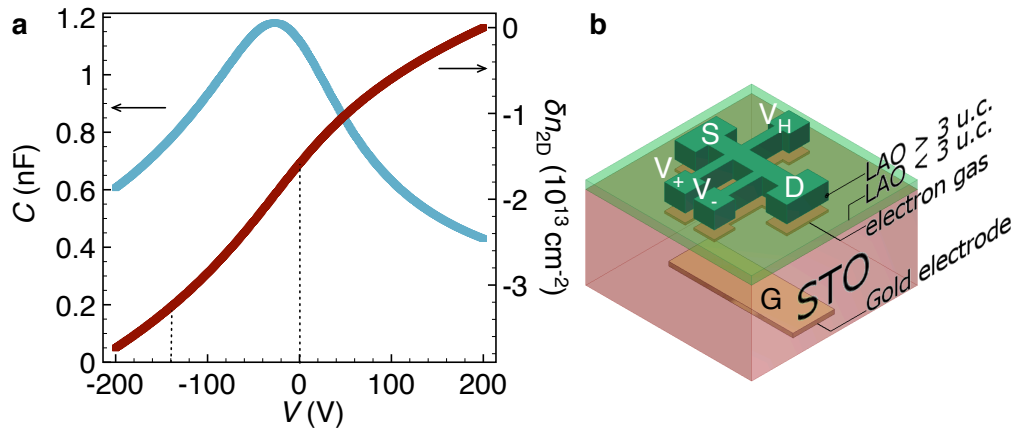 a
1.2
1
0.8
0.6
0.4
0.2
0
C (nF)
-200
-100
0
100
200
V (V)
0
-1
-2
-3
δn2D (10¹³ cm⁻²)
b
S
VH
V+
V-
D
G
STO
LAO > 3 u.c.
LAO < 3 u.c.
electron gas
Gold electrode